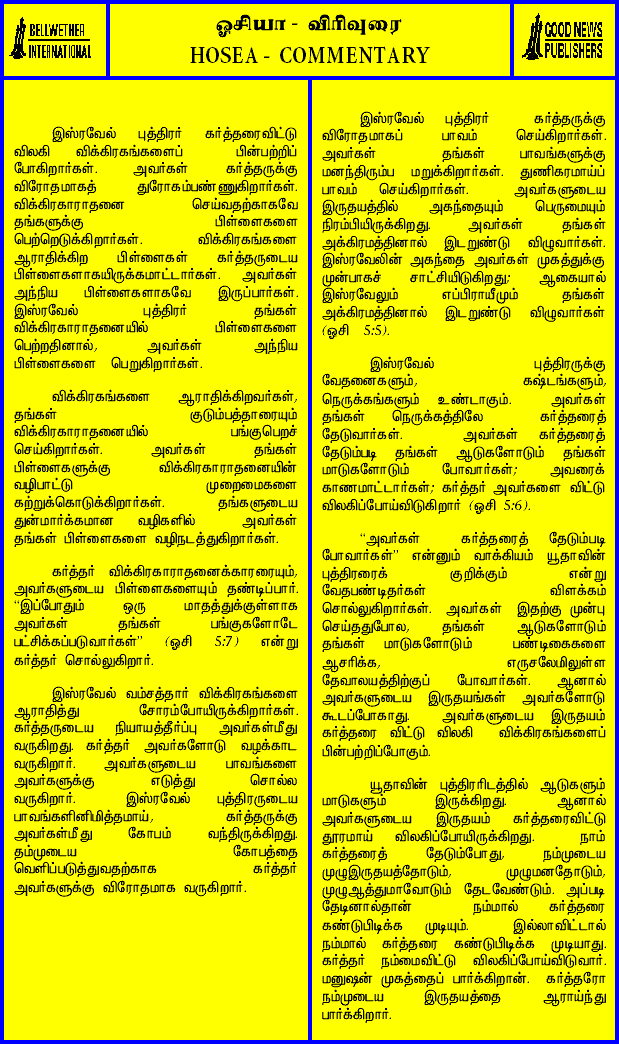 BELLWETHER
INTERNATIONAL
ஓசியா - விரிவுரை
HOSEA - COMMENTARY
GOOD NEWS
PUBLISHERS
இஸ்ரவேல் புத்திரர் கர்த்தரைவிட்டு
விலகி விக்கிரகங்களைப் பின்பற்றிப்
போகிறார்கள். அவர்கள் கர்த்தருக்கு
விரோதமாகத் துரோகம்பண்ணுகிறார்கள்.
விக்கிரகாராதனை செய்வதற்காகவே
தங்களுக்கு பிள்ளைகளை
பெற்றெடுக்கிறார்கள். விக்கிரகங்களை
ஆராதிக்கிற பிள்ளைகள் கர்த்தருடைய
பிள்ளைகளாகயிருக்கமாட்டார்கள். அவர்கள்
அந்நிய பிள்ளைகளாகவே இருப்பார்கள்.
இஸ்ரவேல் புத்திரர் தங்கள்
விக்கிரகாராதனையில் பிள்ளைகளை
பெற்றதினால், அவர்கள் அந்நிய
பிள்ளைகளை பெறுகிறார்கள்.
விக்கிரகங்களை ஆராதிக்கிறவர்கள்,
தங்கள் குடும்பத்தாரையும்
விக்கிரகாராதனையில் பங்குபெறச்
செய்கிறார்கள். அவர்கள் தங்கள்
பிள்ளைகளுக்கு விக்கிரகாராதனையின்
வழிபாட்டு முறைமைகளை
கற்றுக்கொடுக்கிறார்கள். தங்களுடைய
துன்மார்க்கமான வழிகளில் அவர்கள்
தங்கள் பிள்ளைகளை வழிநடத்துகிறார்கள்.
கர்த்தர் விக்கிரகாராதனைக்காரரையும்,
அவர்களுடைய பிள்ளைகளையும் தண்டிப்பார்.
“இப்போதும் ஒரு மாதத்துக்குள்ளாக
அவர்கள் தங்கள் பங்குகளோடே
பட்சிக்கப்படுவார்கள்” (ஓசி 5:7) என்று
கர்த்தர் சொல்லுகிறார்.
இஸ்ரவேல் வம்சத்தார் விக்கிரகங்களை
ஆராதித்து சோரம்போயிருக்கிறார்கள்.
கர்த்தருடைய நியாயத்தீர்ப்பு அவர்கள்மீது
வருகிறது. கர்த்தர் அவர்களோடு வழக்காட
வருகிறார். அவர்களுடைய பாவங்களை
அவர்களுக்கு எடுத்து சொல்ல
வருகிறார். இஸ்ரவேல் புத்திரருடைய
பாவங்களினிமித்தமாய், கர்த்தருக்கு
அவர்கள்மீது கோபம் வந்திருக்கிறது.
தம்முடைய கோபத்தை
வெளிப்படுத்துவதற்காக கர்த்தர்
அவர்களுக்கு விரோதமாக வருகிறார்.
இஸ்ரவேல் புத்திரர் கர்த்தருக்கு
விரோதமாகப் பாவம் செய்கிறார்கள்.
அவர்கள் தங்கள் பாவங்களுக்கு
மனந்திரும்ப மறுக்கிறார்கள். துணிகரமாய்ப்
பாவம் செய்கிறார்கள். அவர்களுடைய
இருதயத்தில் அகந்தையும் பெருமையும்
நிரம்பியிருக்கிறது. அவர்கள் தங்கள்
அக்கிரமத்தினால் இடறுண்டு விழுவார்கள்.
இஸ்ரவேலின் அகந்தை அவர்கள் முகத்துக்கு
முன்பாகச் சாட்சியிடுகிறது; ஆகையால்
இஸ்ரவேலும் எப்பிராயீமும் தங்கள்
அக்கிரமத்தினால் இடறுண்டு விழுவார்கள்
(ஓசி 5:5).
இஸ்ரவேல் புத்திரருக்கு
வேதனைகளும், கஷ்டங்களும்,
நெருக்கங்களும் உண்டாகும். அவர்கள்
தங்கள் நெருக்கத்திலே கர்த்தரைத்
தேடுவார்கள். அவர்கள் கர்த்தரைத்
தேடும்படி தங்கள் ஆடுகளோடும் தங்கள்
மாடுகளோடும் போவார்கள்; அவரைக்
காணமாட்டார்கள்; கர்த்தர் அவர்களை விட்டு
விலகிப்போய்விடுகிறார் (ஓசி 5:6).
“அவர்கள் கர்த்தரைத் தேடும்படி
போவார்கள்” என்னும் வாக்கியம் யூதாவின்
புத்திரரைக் குறிக்கும் என்று
வேதபண்டிதர்கள் விளக்கம்
சொல்லுகிறார்கள். அவர்கள் இதற்கு முன்பு
செய்ததுபோல, தங்கள் ஆடுகளோடும்
தங்கள் மாடுகளோடும் பண்டிகைகளை
ஆசரிக்க, எருசலேமிலுள்ள
தேவாலயத்திற்குப் போவார்கள். ஆனால்
அவர்களுடைய இருதயங்கள் அவர்களோடு
கூடப்போகாது. அவர்களுடைய இருதயம்
கர்த்தரை விட்டு விலகி விக்கிரகங்களைப்
பின்பற்றிப்போகும்.
யூதாவின் புத்திரரிடத்தில் ஆடுகளும்
மாடுகளும் இருக்கிறது. ஆனால்
அவர்களுடைய இருதயம் கர்த்தரைவிட்டு
தூரமாய் விலகிப்போயிருக்கிறது. நாம்
கர்த்தரைத் தேடும்போது, நம்முடைய
முழுஇருதயத்தோடும், முழுமனதோடும்,
முழுஆத்துமாவோடும் தேடவேண்டும். அப்படி
தேடினால்தான் நம்மால் கர்த்தரை
கண்டுபிடிக்க முடியும். இல்லாவிட்டால்
நம்மால் கர்த்தரை கண்டுபிடிக்க முடியாது.
கர்த்தர் நம்மைவிட்டு விலகிப்போய்விடுவார்.
மனுஷன் முகத்தைப் பார்க்கிறான். கர்த்தரோ
நம்முடைய இருதயத்தை ஆராய்ந்து
பார்க்கிறார்.